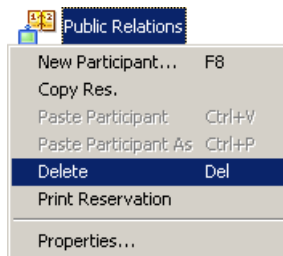 Public Relations
New Participant... F8
Copy Res.
Paste Participant Ctrl+V
Paste Participant As Ctrl+P
Delete Del
Print Reservation
Properties...